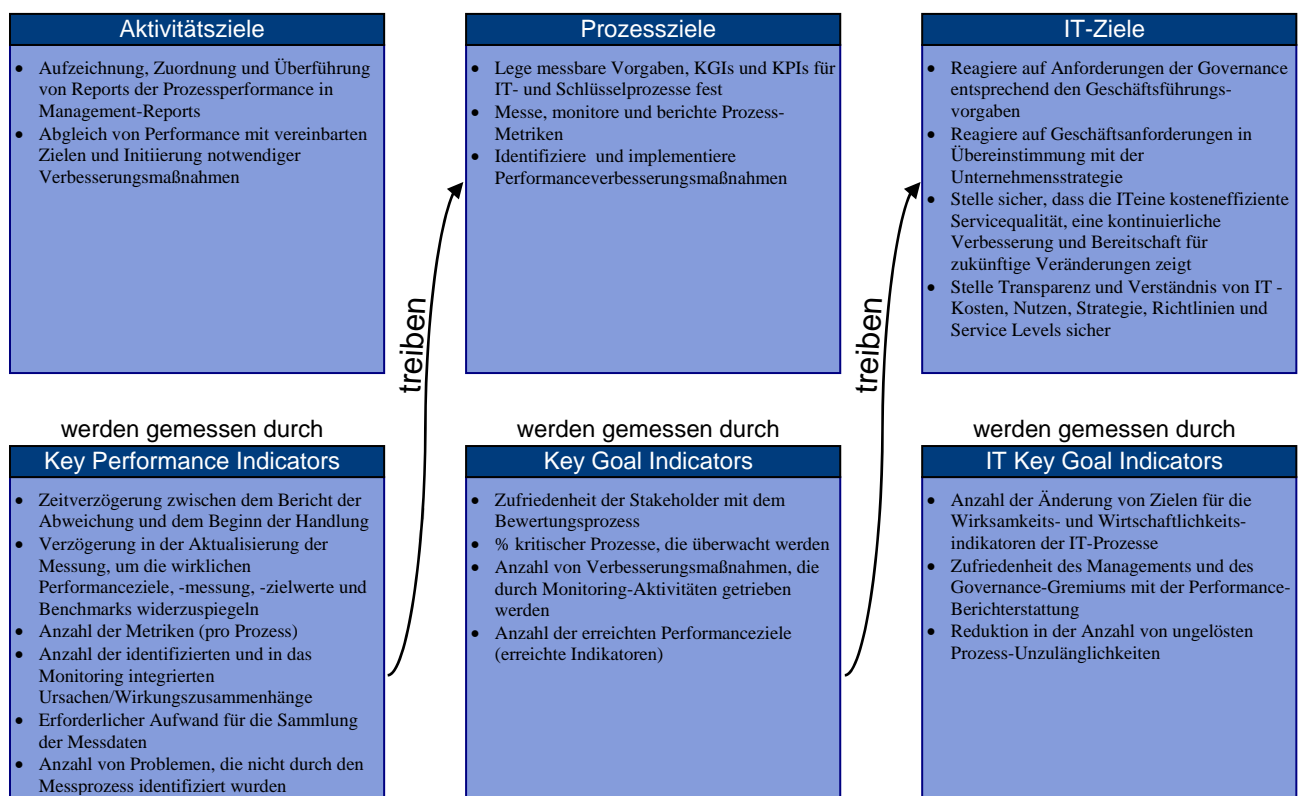 Aktivitätsziele
• Aufzeichnung, Zuordnung und Überführung
von Reports der Prozessperformance in
Management-Reports
• Abgleich von Performance mit vereinbarten
Zielen und Initiierung notwendiger
Verbesserungsmaßnahmen
Prozessziele
• Lege messbare Vorgaben, KGIs und KPIs für
IT- und Schlüsselprozesse fest
• Messe, monitore und berichte Prozess-
Metriken
• Identifiziere und implementiere
Performanceverbesserungsmaßnahmen
IT-Ziele
• Reagiere auf Anforderungen der Governance
entsprechend den Geschäftsführungs-
vorgaben
• Reagiere auf Geschäftsanforderungen in
Übereinstimmung mit der
Unternehmensstrategie
• Stelle sicher, dass die ITeine kosteneffiziente
Servicequalität, eine kontinuierliche
Verbesserung und Bereitschaft für
zukünftige Veränderungen zeigt
• Stelle Transparenz und Verständnis von IT -
Kosten, Nutzen, Strategie, Richtlinien und
Service Levels sicher
treiben
treiben
werden gemessen durch
Key Performance Indicators
• Zeitverzögerung zwischen dem Bericht der
Abweichung und dem Beginn der Handlung
• Verzögerung in der Aktualisierung der
Messung, um die wirklichen
Performanceziele, -messung, -zielwerte und
Benchmarks widerzuspiegeln
• Anzahl der Metriken (pro Prozess)
• Anzahl der identifizierten und in das
Monitoring integrierten
Ursachen/Wirkungszusammenhänge
• Erforderlicher Aufwand für die Sammlung
der Messdaten
• Anzahl von Problemen, die nicht durch den
Messprozess identifiziert wurden
werden gemessen durch
Key Goal Indicators
• Zufriedenheit der Stakeholder mit dem
Bewertungsprozess
• % kritischer Prozesse, die überwacht werden
• Anzahl von Verbesserungsmaßnahmen, die
durch Monitoring-Aktivitäten getrieben
werden
• Anzahl der erreichten Performanceziele
(erreichte Indikatoren)
werden gemessen durch
IT Key Goal Indicators
• Anzahl der Änderung von Zielen für die
Wirksamkeits- und Wirtschaftlichkeits-
indikatoren der IT-Prozesse
• Zufriedenheit des Managements und des
Governance-Gremiums mit der Performance-
Berichterstattung
• Reduktion in der Anzahl von ungelösten
Prozess-Unzulänglichkeiten